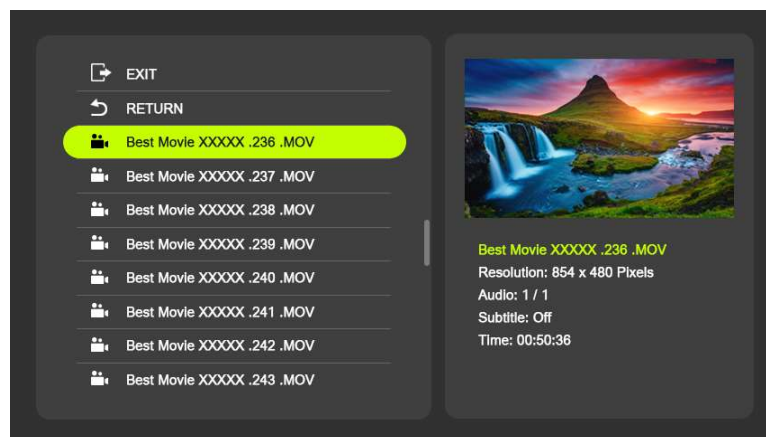 EXIT
RETURN
Best Movie XXXXX .236 .MOV
Best Movie XXXXX .237 .MOV
Best Movie XXXXX .238 .MOV
Best Movie XXXXX .239 .MOV
Best Movie XXXXX .240 .MOV
Best Movie XXXXX .241 .MOV
Best Movie XXXXX .242 .MOV
Best Movie XXXXX .243 .MOV
Best Movie XXXXX .236 .MOV
Resolution: 854 x 480 Pixels
Audio: 1 / 1
Subtitle: Off
Time: 00:50:36